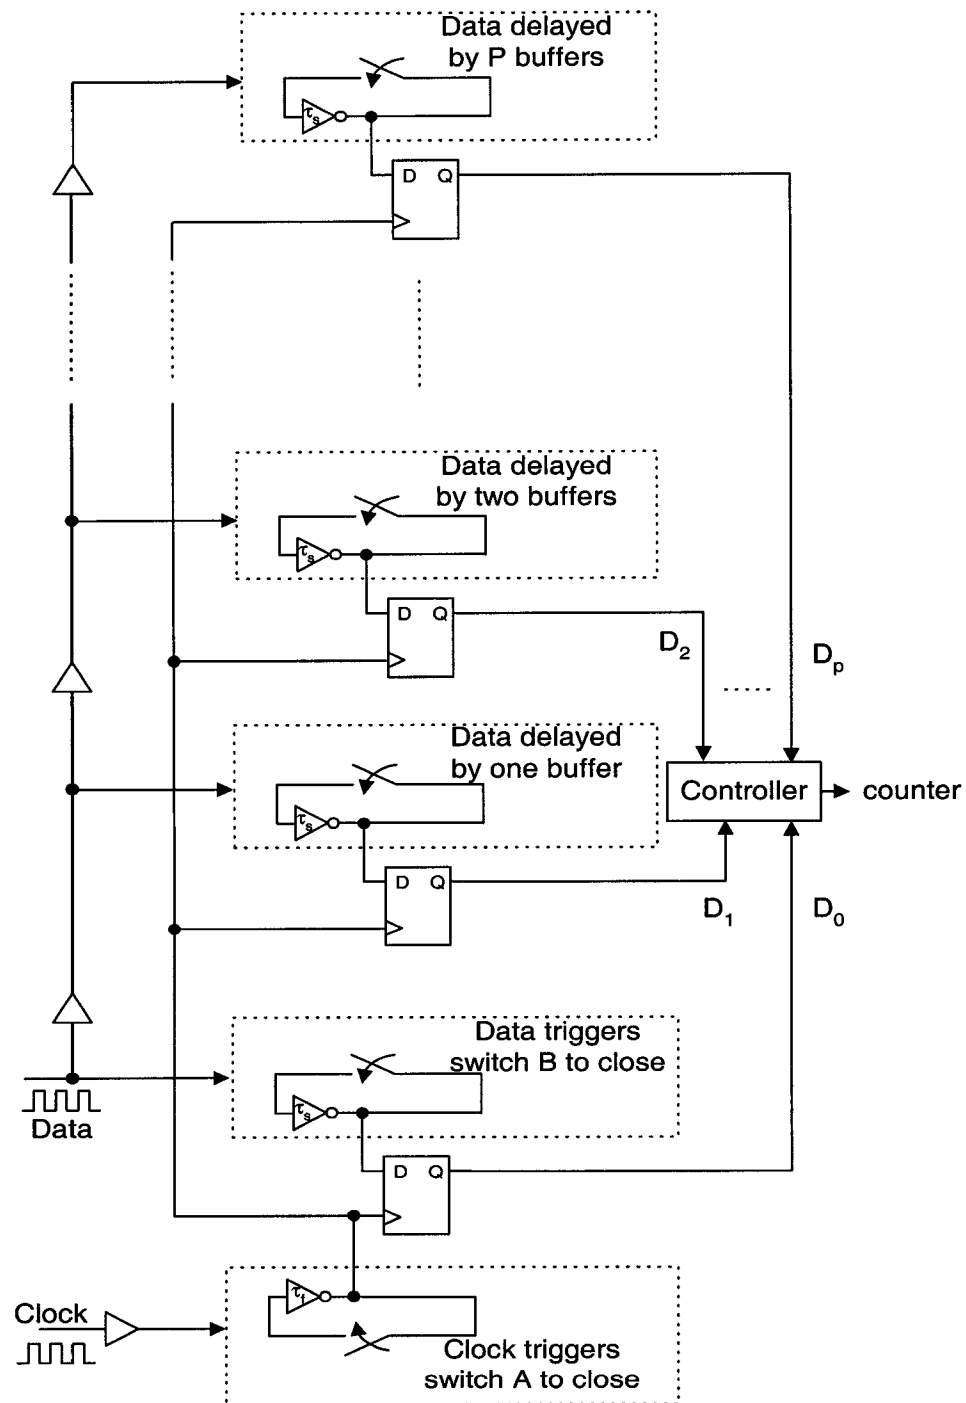 Data delayed
by P buffers
τs
D Q
Data delayed
by two buffers
τs
D Q
D2
Dp
Data delayed
by one buffer
τs
Controller
counter
D Q
D1
D0
Data triggers
switch B to close
τs
Data
D Q
τf
Clock
Clock triggers
switch A to close